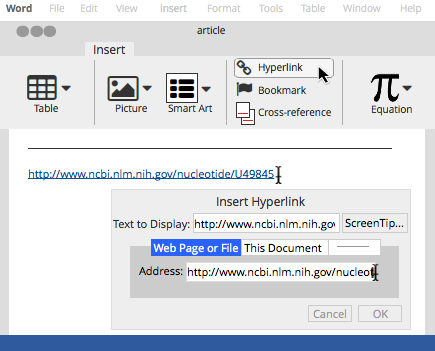 Word File Edit View Insert Format Tools Table Window Help
article
Insert
Hyperlink
Bookmark
Cross-reference
Table Picture Smart Art Equation
http://www.ncbi.nlm.nih.gov/nucleotide/U49845
Insert Hyperlink
Text to Display: http://www.ncbi.nlm.nih.gov ScreenTip...
Web Page or File This Document
Address: http://www.ncbi.nlm.nih.gov/nucleot
Cancel OK